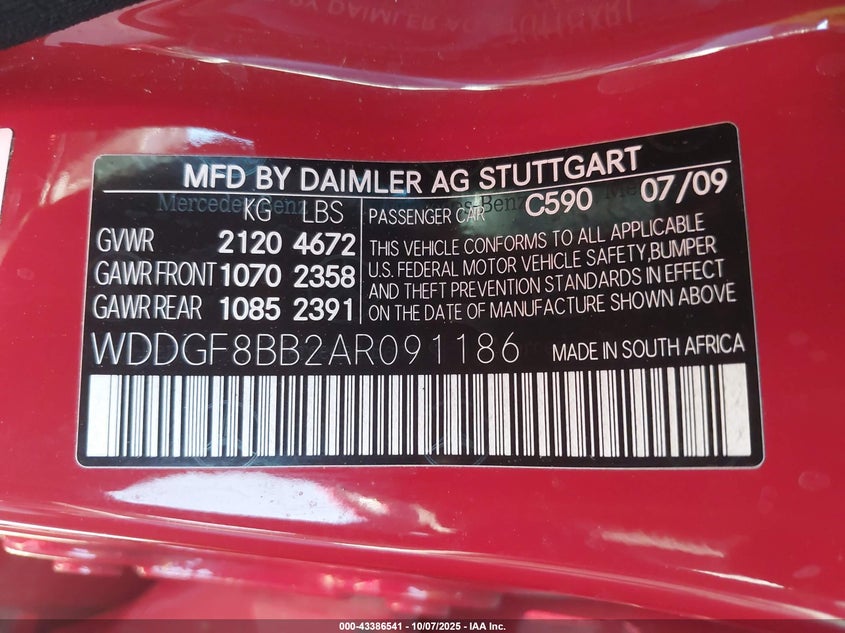 MFD BY DAIMLER AG STUTTGART
KG LBS PASSENGER CAR C590 07/09
GVWR 2120 4672
GAWR FRONT 1070 2358
GAWR REAR 1085 2391
THIS VEHICLE CONFORMS TO ALL APPLICABLE
U.S. FEDERAL MOTOR VEHICLE SAFETY,BUMPER
AND THEFT PREVENTION STANDARDS IN EFFECT
ON THE DATE OF MANUFACTURE SHOWN ABOVE
WDDGF8BB2AR091186 MADE IN SOUTH AFRICA
Mercedes-Benz
000-43386541 - 10/07/2025 - IAA Inc.